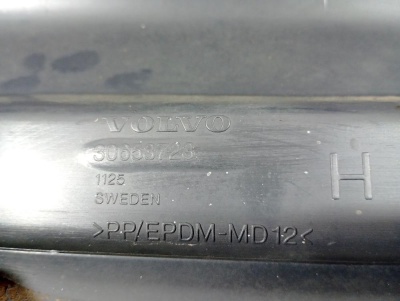 VOLVO
30663723
1125
SWEDEN
H
>PP/EPDM-MD12<